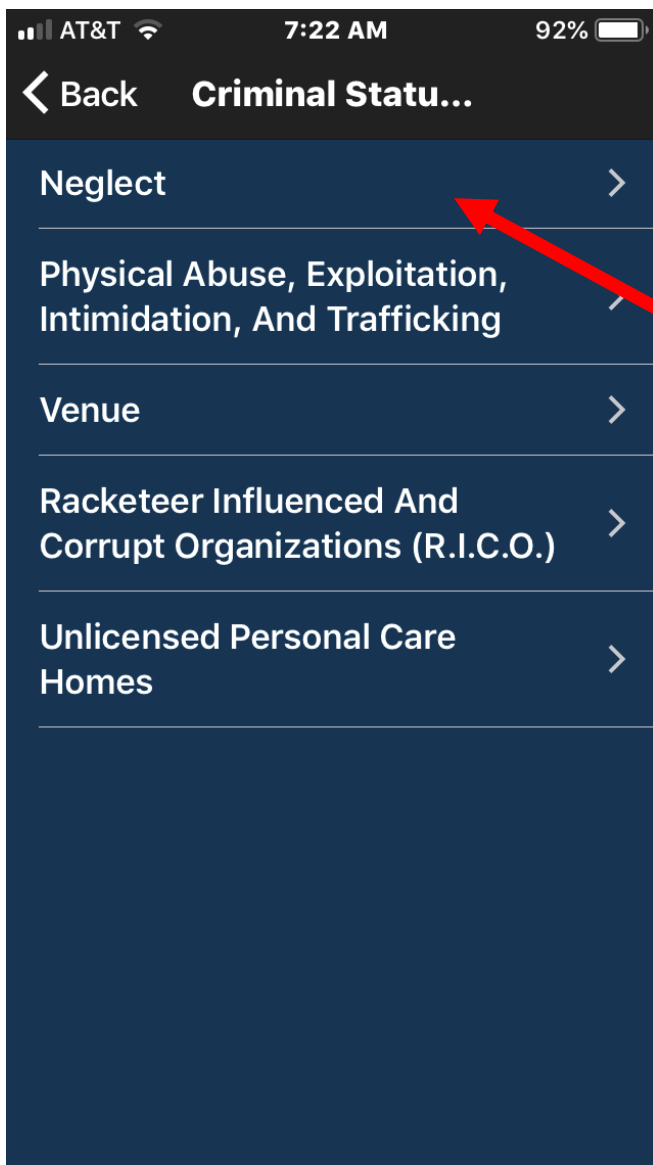 AT&T 7:22 AM 92%
Back Criminal Statu...
Neglect
Physical Abuse, Exploitation,
Intimidation, And Trafficking
Venue
Racketeer Influenced And
Corrupt Organizations (R.I.C.O.)
Unlicensed Personal Care
Homes